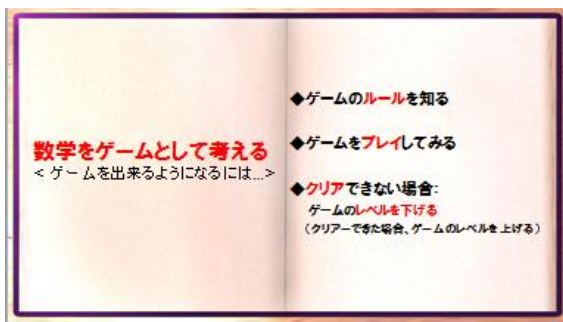 数学をゲームとして考える
< ゲームを出来るようになるには...>
◆ゲームのルールを知る
◆ゲームをプレイしてみる
◆クリアできない場合:
ゲームのレベルを下げる
(クリアーできた場合、ゲームのレベルを上げる)